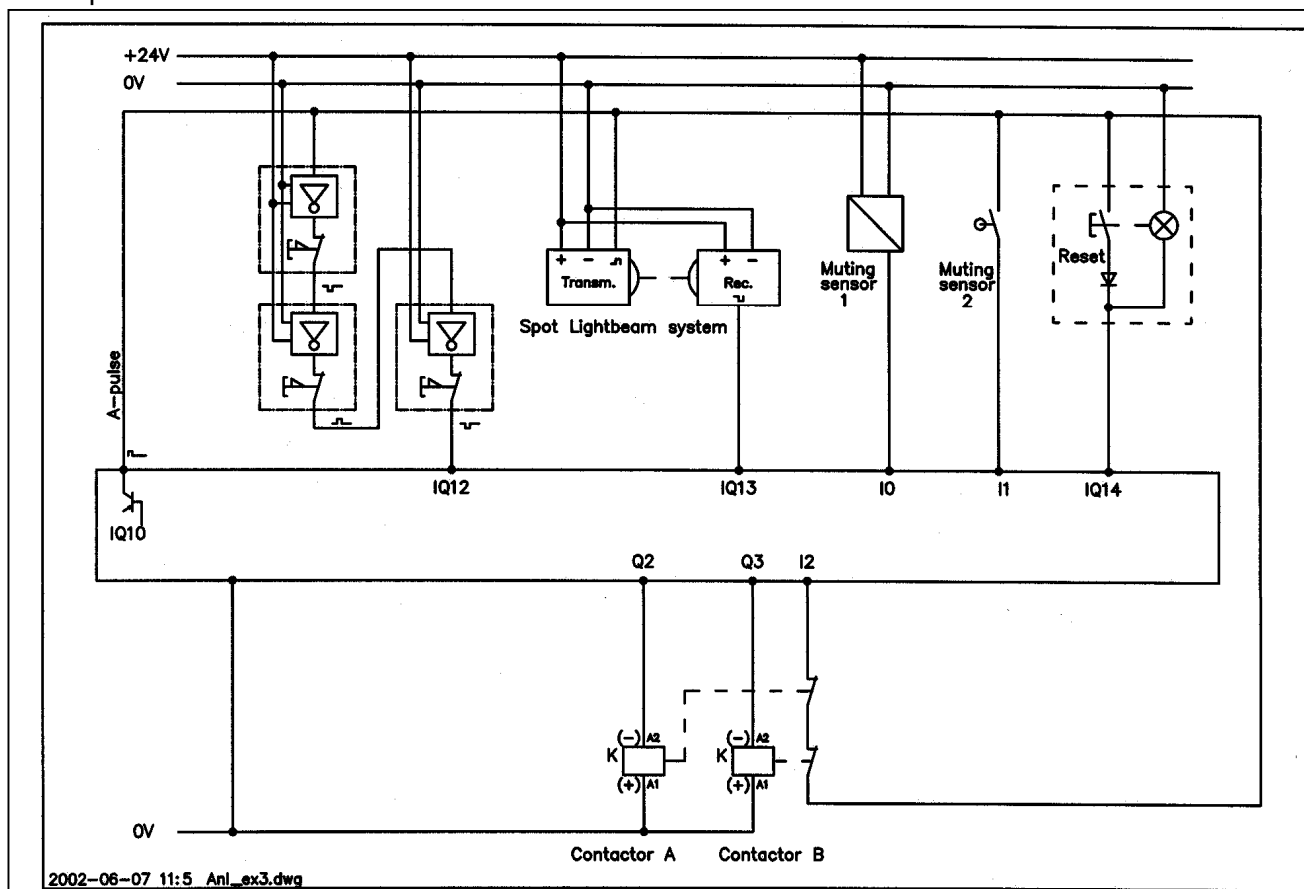 +24V
0V
A-pulse
+ − + −
Transm. Rec.
Spot Lightbeam system
Muting
sensor
1
Muting
sensor
2
Reset
IQ10
IQ12
IQ13
I0
I1
IQ14
Q2
Q3
I2
(−) A2
K
(+) A1
(−) A2
K
(+) A1
0V
Contactor A
Contactor B
2002-06-07 11:5 Anl_ex3.dwg